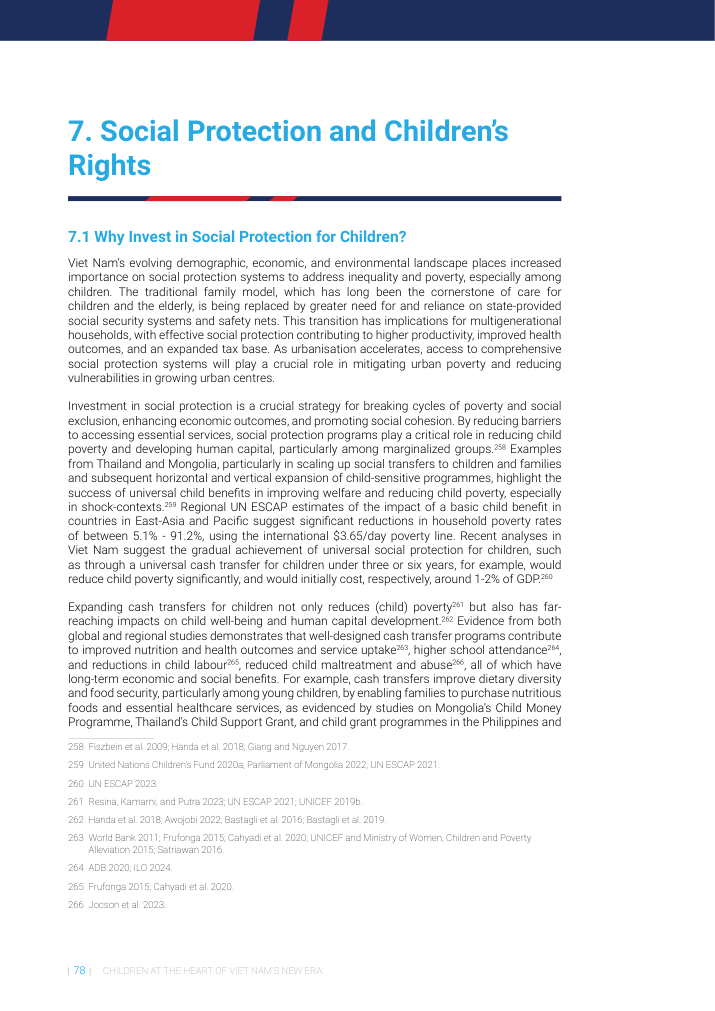 7. Social Protection and Children's
Rights
7.1 Why Invest in Social Protection for Children?
Viet Nam's evolving demographic, economic, and environmental landscape places increased
importance on social protection systems to address inequality and poverty, especially among
children. The traditional family model, which has long been the cornerstone of care for
children and the elderly, is being replaced by greater need for and reliance on state-provided
social security systems and safety nets. This transition has implications for multigenerational
households, with effective social protection contributing to higher productivity, improved health
outcomes, and an expanded tax base. As urbanisation accelerates, access to comprehensive
social protection systems will play a crucial role in mitigating urban poverty and reducing
vulnerabilities in growing urban centres.
Investment in social protection is a crucial strategy for breaking cycles of poverty and social
exclusion, enhancing economic outcomes, and promoting social cohesion. By reducing barriers
to accessing essential services, social protection programs play a critical role in reducing child
poverty and developing human capital, particularly among marginalized groups.258 Examples
from Thailand and Mongolia, particularly in scaling up social transfers to children and families
and subsequent horizontal and vertical expansion of child-sensitive programmes, highlight the
success of universal child benefits in improving welfare and reducing child poverty, especially
in shock-contexts.259 Regional UN ESCAP estimates of the impact of a basic child benefit in
countries in East-Asia and Pacific suggest significant reductions in household poverty rates
of between 5.1% - 91.2%, using the international $3.65/day poverty line. Recent analyses in
Viet Nam suggest the gradual achievement of universal social protection for children, such
as through a universal cash transfer for children under three or six years, for example, would
reduce child poverty significantly, and would initially cost, respectively, around 1-2% of GDP.260
Expanding cash transfers for children not only reduces (child) poverty261 but also has far-
reaching impacts on child well-being and human capital development.262 Evidence from both
global and regional studies demonstrates that well-designed cash transfer programs contribute
to improved nutrition and health outcomes and service uptake263, higher school attendance264,
and reductions in child labour265, reduced child maltreatment and abuse266, all of which have
long-term economic and social benefits. For example, cash transfers improve dietary diversity
and food security, particularly among young children, by enabling families to purchase nutritious
foods and essential healthcare services, as evidenced by studies on Mongolia's Child Money
Programme, Thailand's Child Support Grant, and child grant programmes in the Philippines and
258 Fiszbein et al. 2009; Handa et al. 2018; Giang and Nguyen 2017.
259 United Nations Children's Fund 2020a; Parliament of Mongolia 2022; UN ESCAP 2021.
260 UN ESCAP 2023.
261 Resina, Kamarni, and Putra 2023; UN ESCAP 2021; UNICEF 2019b.
262 Handa et al. 2018; Awojobi 2022; Bastagli et al. 2016; Bastagli et al. 2019.
263 World Bank 2011; Frufonga 2015; Cahyadi et al. 2020; UNICEF and Ministry of Women, Children and Poverty
Alleviation 2015; Satriawan 2016.
264 ADB 2020; ILO 2024.
265 Frufonga 2015; Cahyadi et al. 2020.
266 Jocson et al. 2023.
| 78 | CHILDREN AT THE HEART OF VIET NAM'S NEW ERA